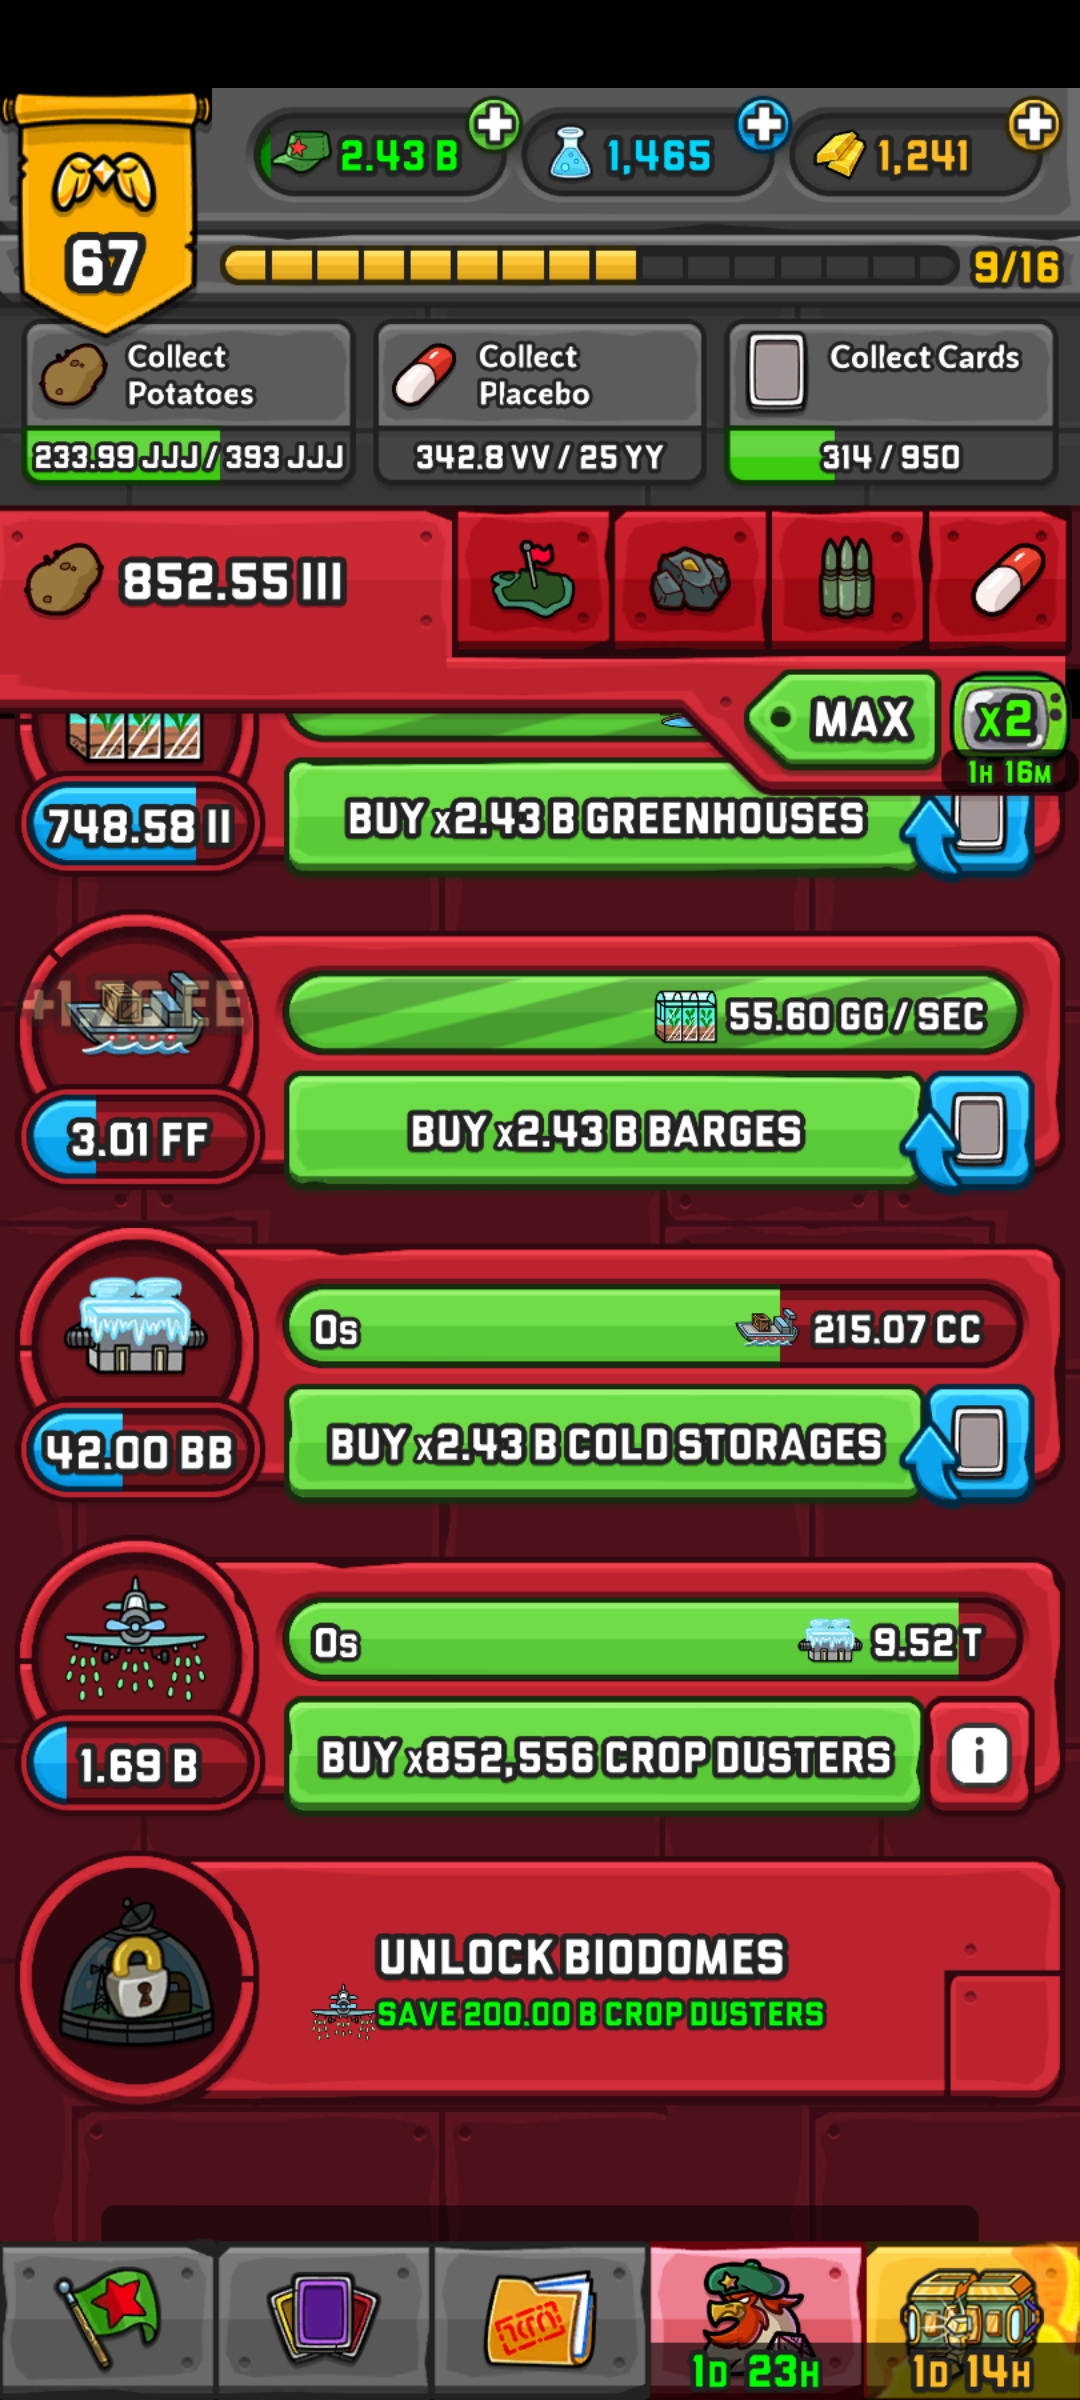 2.43 B
1,465
1,241
67
9/16
Collect
Potatoes
233.99 JJJ / 393 JJJ
Collect
Placebo
342.8 VV / 25 YY
Collect Cards
314 / 950
852.55 III
MAX
x2
1H 16M
748.58 II
BUY x2.43 B GREENHOUSES
55.60 GG / SEC
3.01 FF
BUY x2.43 B BARGES
0s
215.07 CC
42.00 BB
BUY x2.43 B COLD STORAGES
0s
9.52 T
1.69 B
BUY x852,556 CROP DUSTERS
i
UNLOCK BIODOMES
SAVE 200.00 B CROP DUSTERS
1D 23H
1D 14H